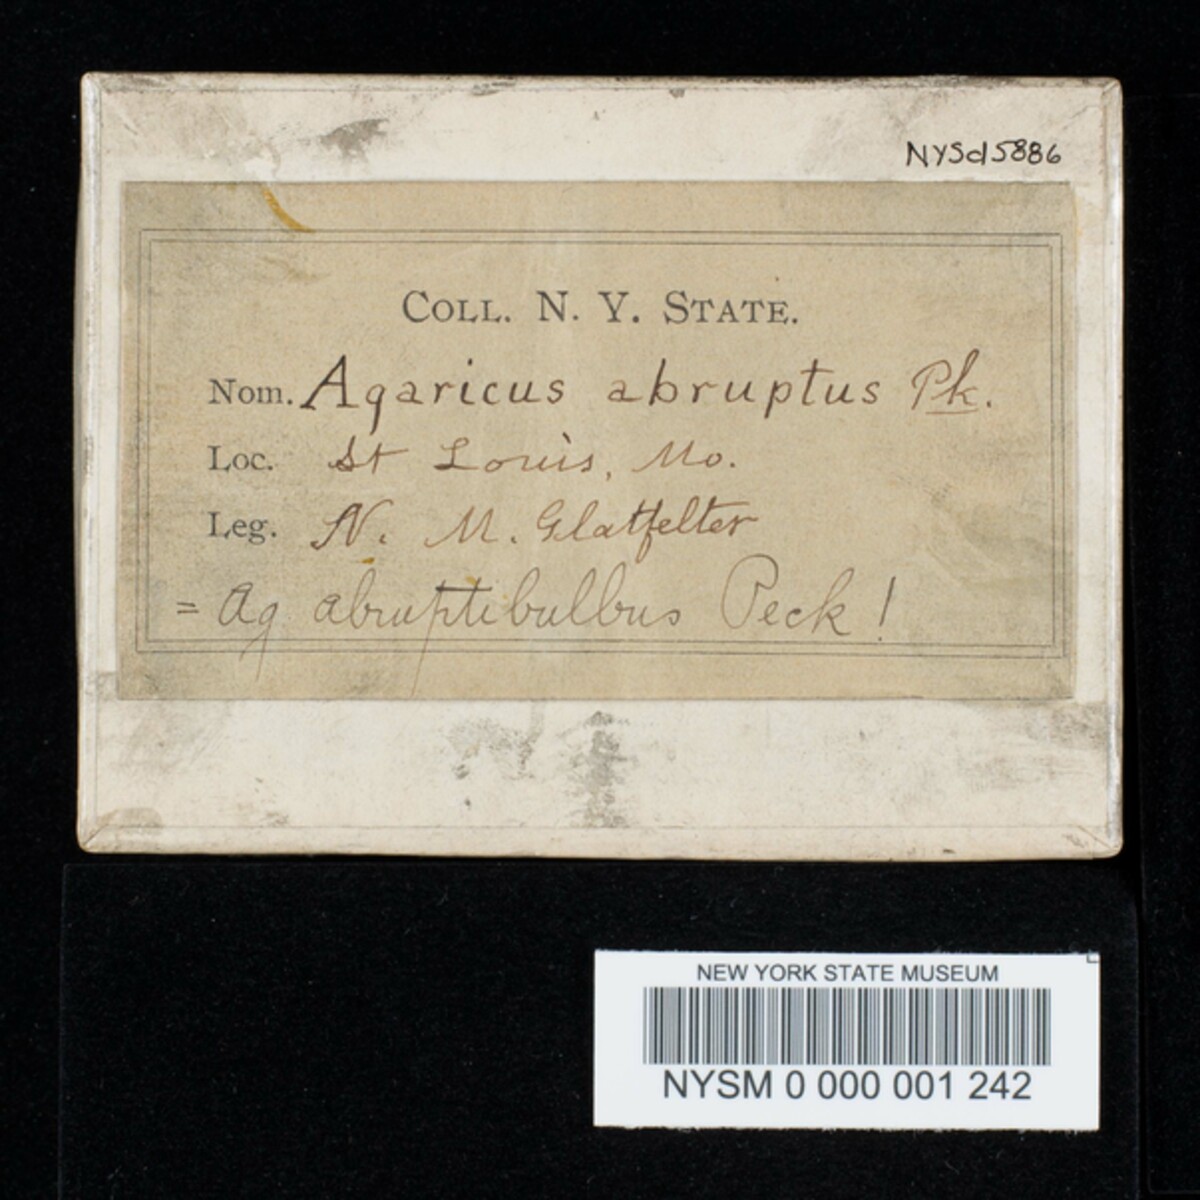 NYSd5886
COLL. N. Y. STATE.
Nom. Agaricus abruptus Pk.
Loc. St Louis, Mo.
Leg. N. M. Glatfelter
= Ag abruptibulbus Peck!
NEW YORK STATE MUSEUM
NYSM 0 000 001 242